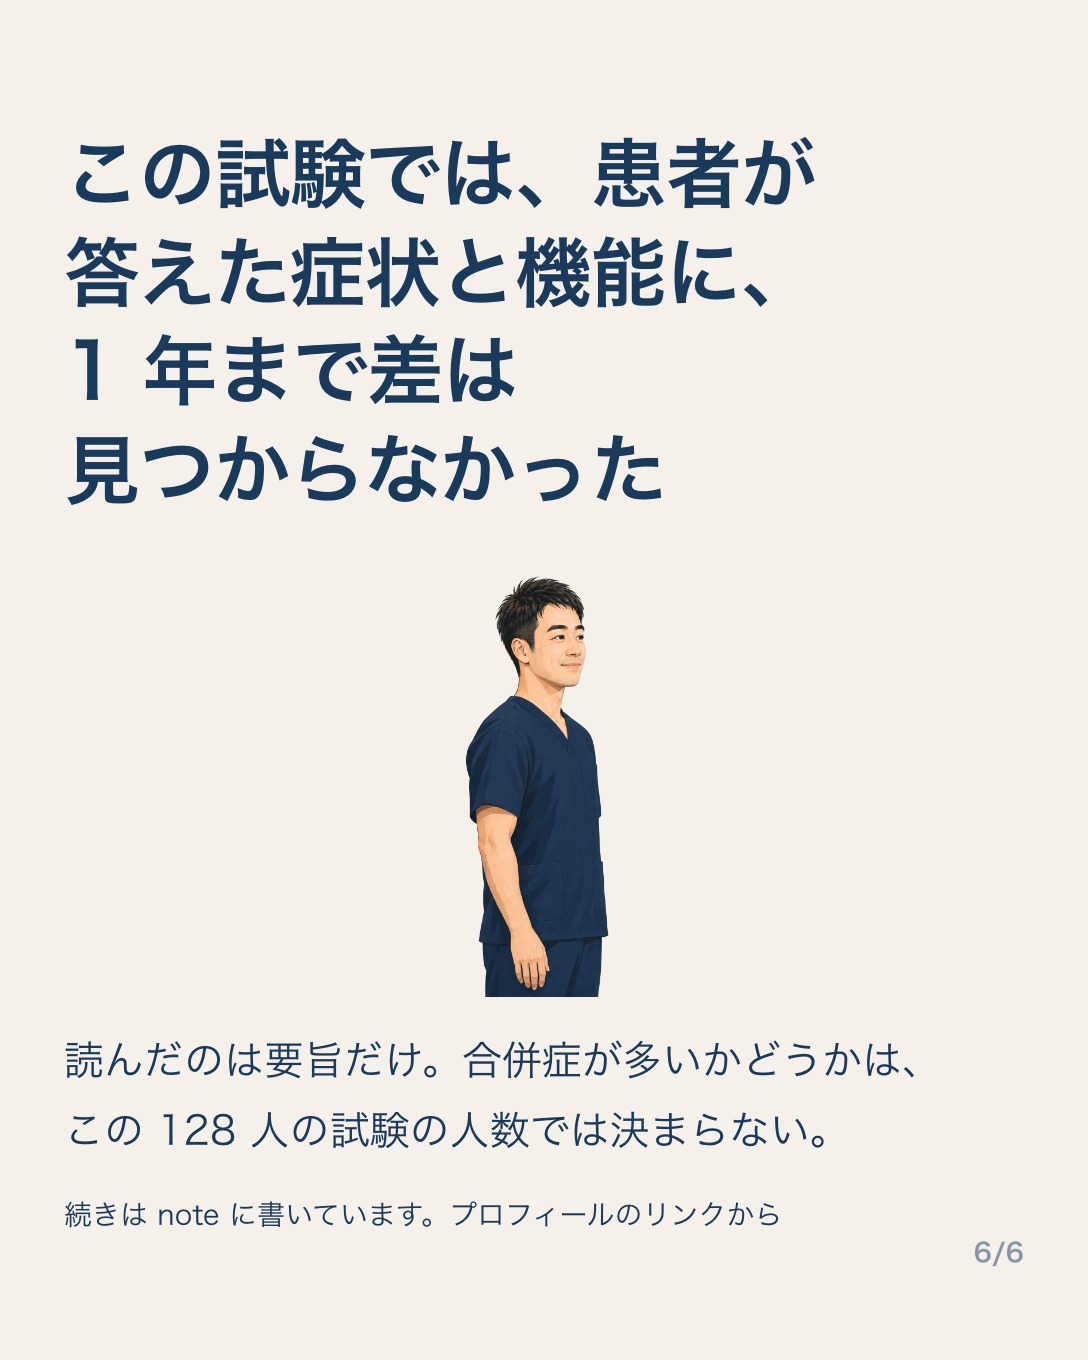 この試験では、患者が
答えた症状と機能に、
1 年まで差は
見つからなかった
読んだのは要旨だけ。合併症が多いかどうかは、
この 128 人の試験の人数では決まらない。
続きは note に書いています。プロフィールのリンクから
6/6